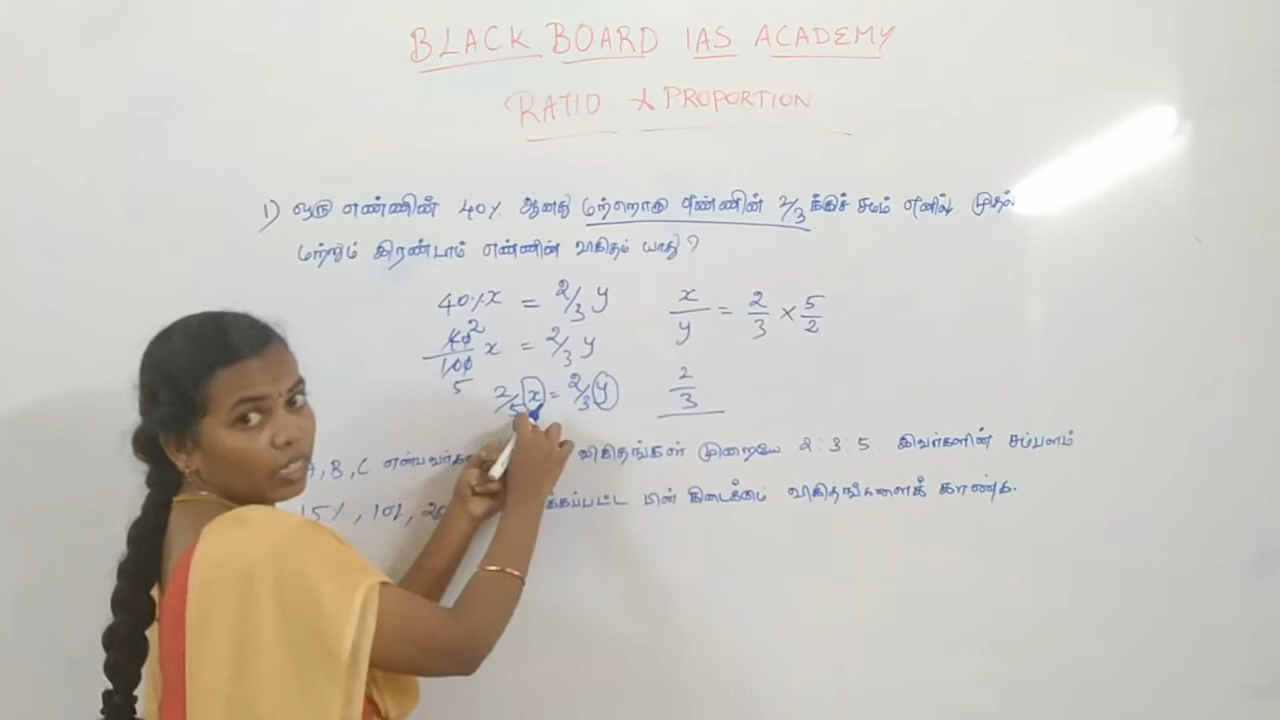 BLACK BOARD IAS ACADEMY
RATIO & PROPORTION
1) ஒரு எண்ணின் 40% ஆனது மற்றொரு எண்ணின் 2/3 க்குச் சமம் எனில் முதல்
மற்றும் இரண்டாம் எண்ணின் விகிதம் யாது?
40% x = 2/3 y
40/100 x = 2/3 y
2
5
2/5 x = 2/3 y
x/y = 2/3 × 5/2
2/3
A, B, C விகிதங்கள் முறையே 2:3:5. இவர்களின் சம்பளம்
15%, 10%, பின் கிடைக்கும் விகிதங்களைக் காண்க.